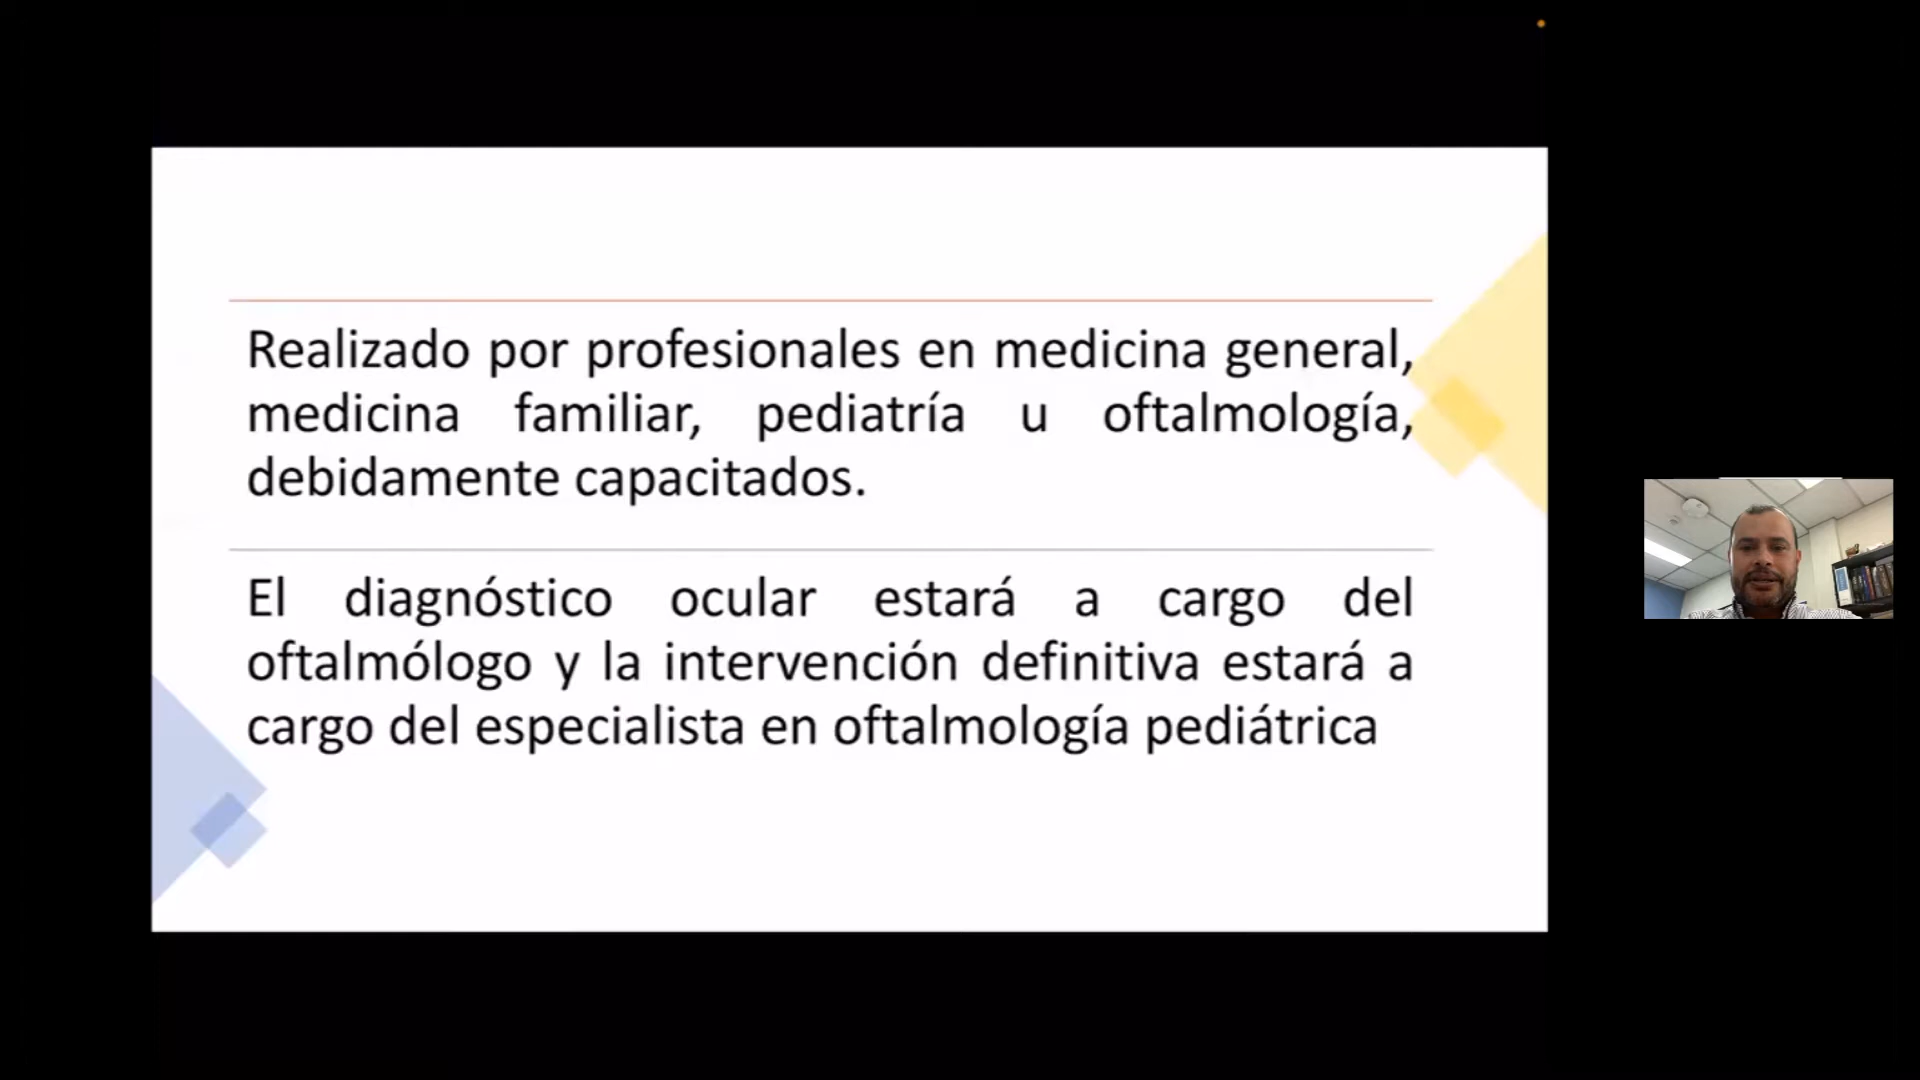 Realizado por profesionales en medicina general,
medicina familiar, pediatría u oftalmología,
debidamente capacitados.
El diagnóstico ocular estará a cargo del
oftalmólogo y la intervención definitiva estará a
cargo del especialista en oftalmología pediátrica